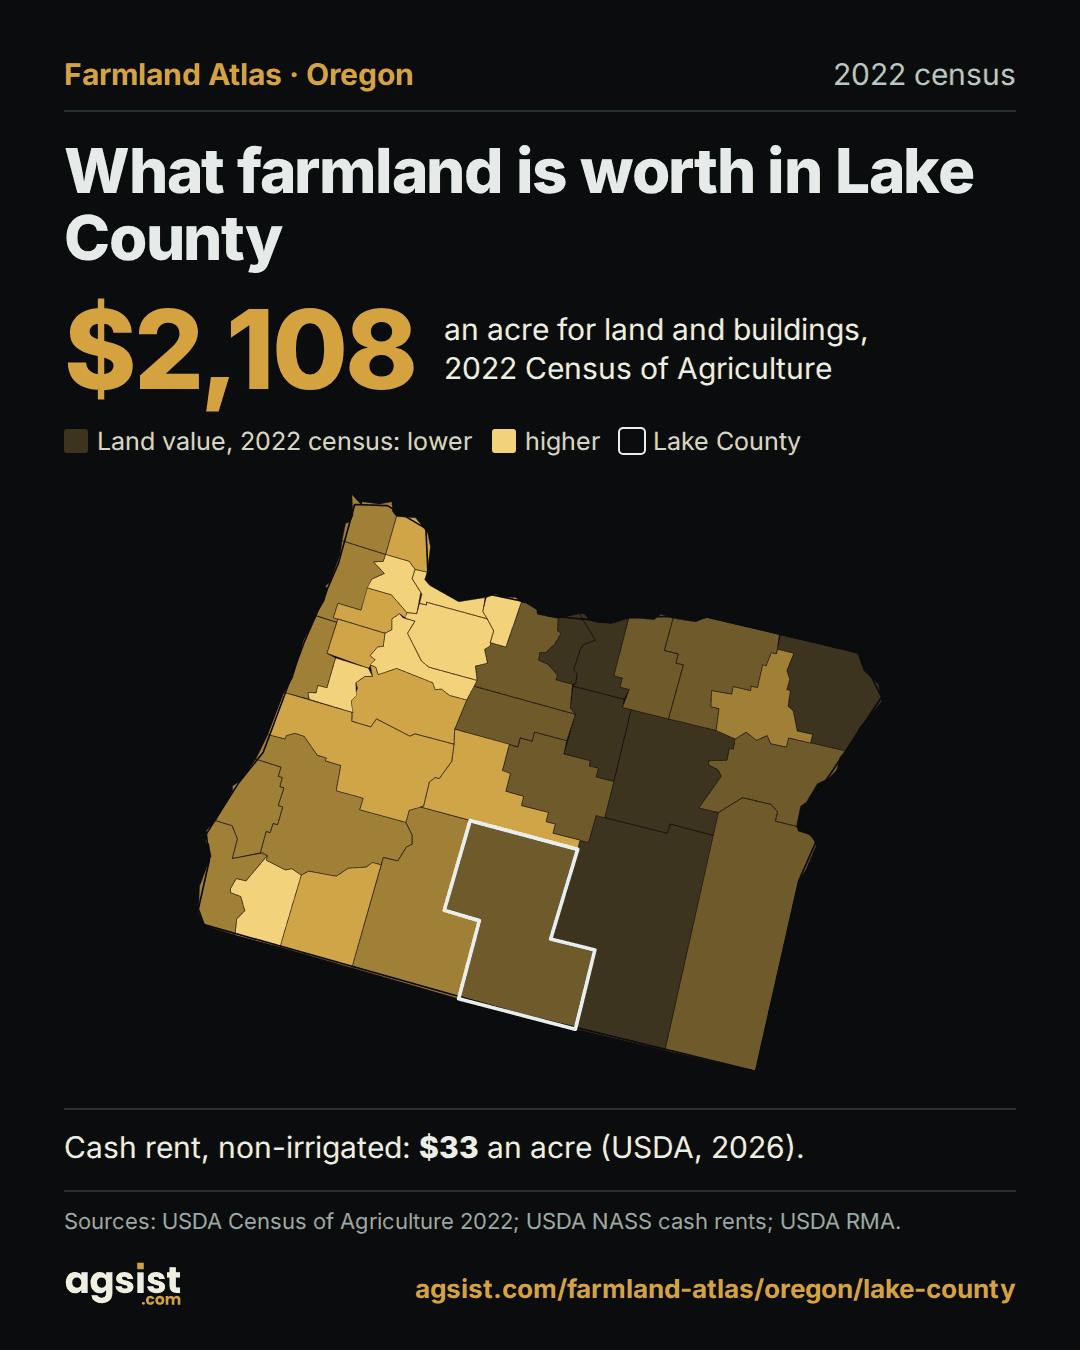 Farmland Atlas · Oregon
2022 census
What farmland is worth in Lake
County
$2,108
an acre for land and buildings,
2022 Census of Agriculture
Land value, 2022 census: lower
higher
Lake County
Cash rent, non-irrigated: $33 an acre (USDA, 2026).
Sources: USDA Census of Agriculture 2022; USDA NASS cash rents; USDA RMA.
agsist
.com
agsist.com/farmland-atlas/oregon/lake-county